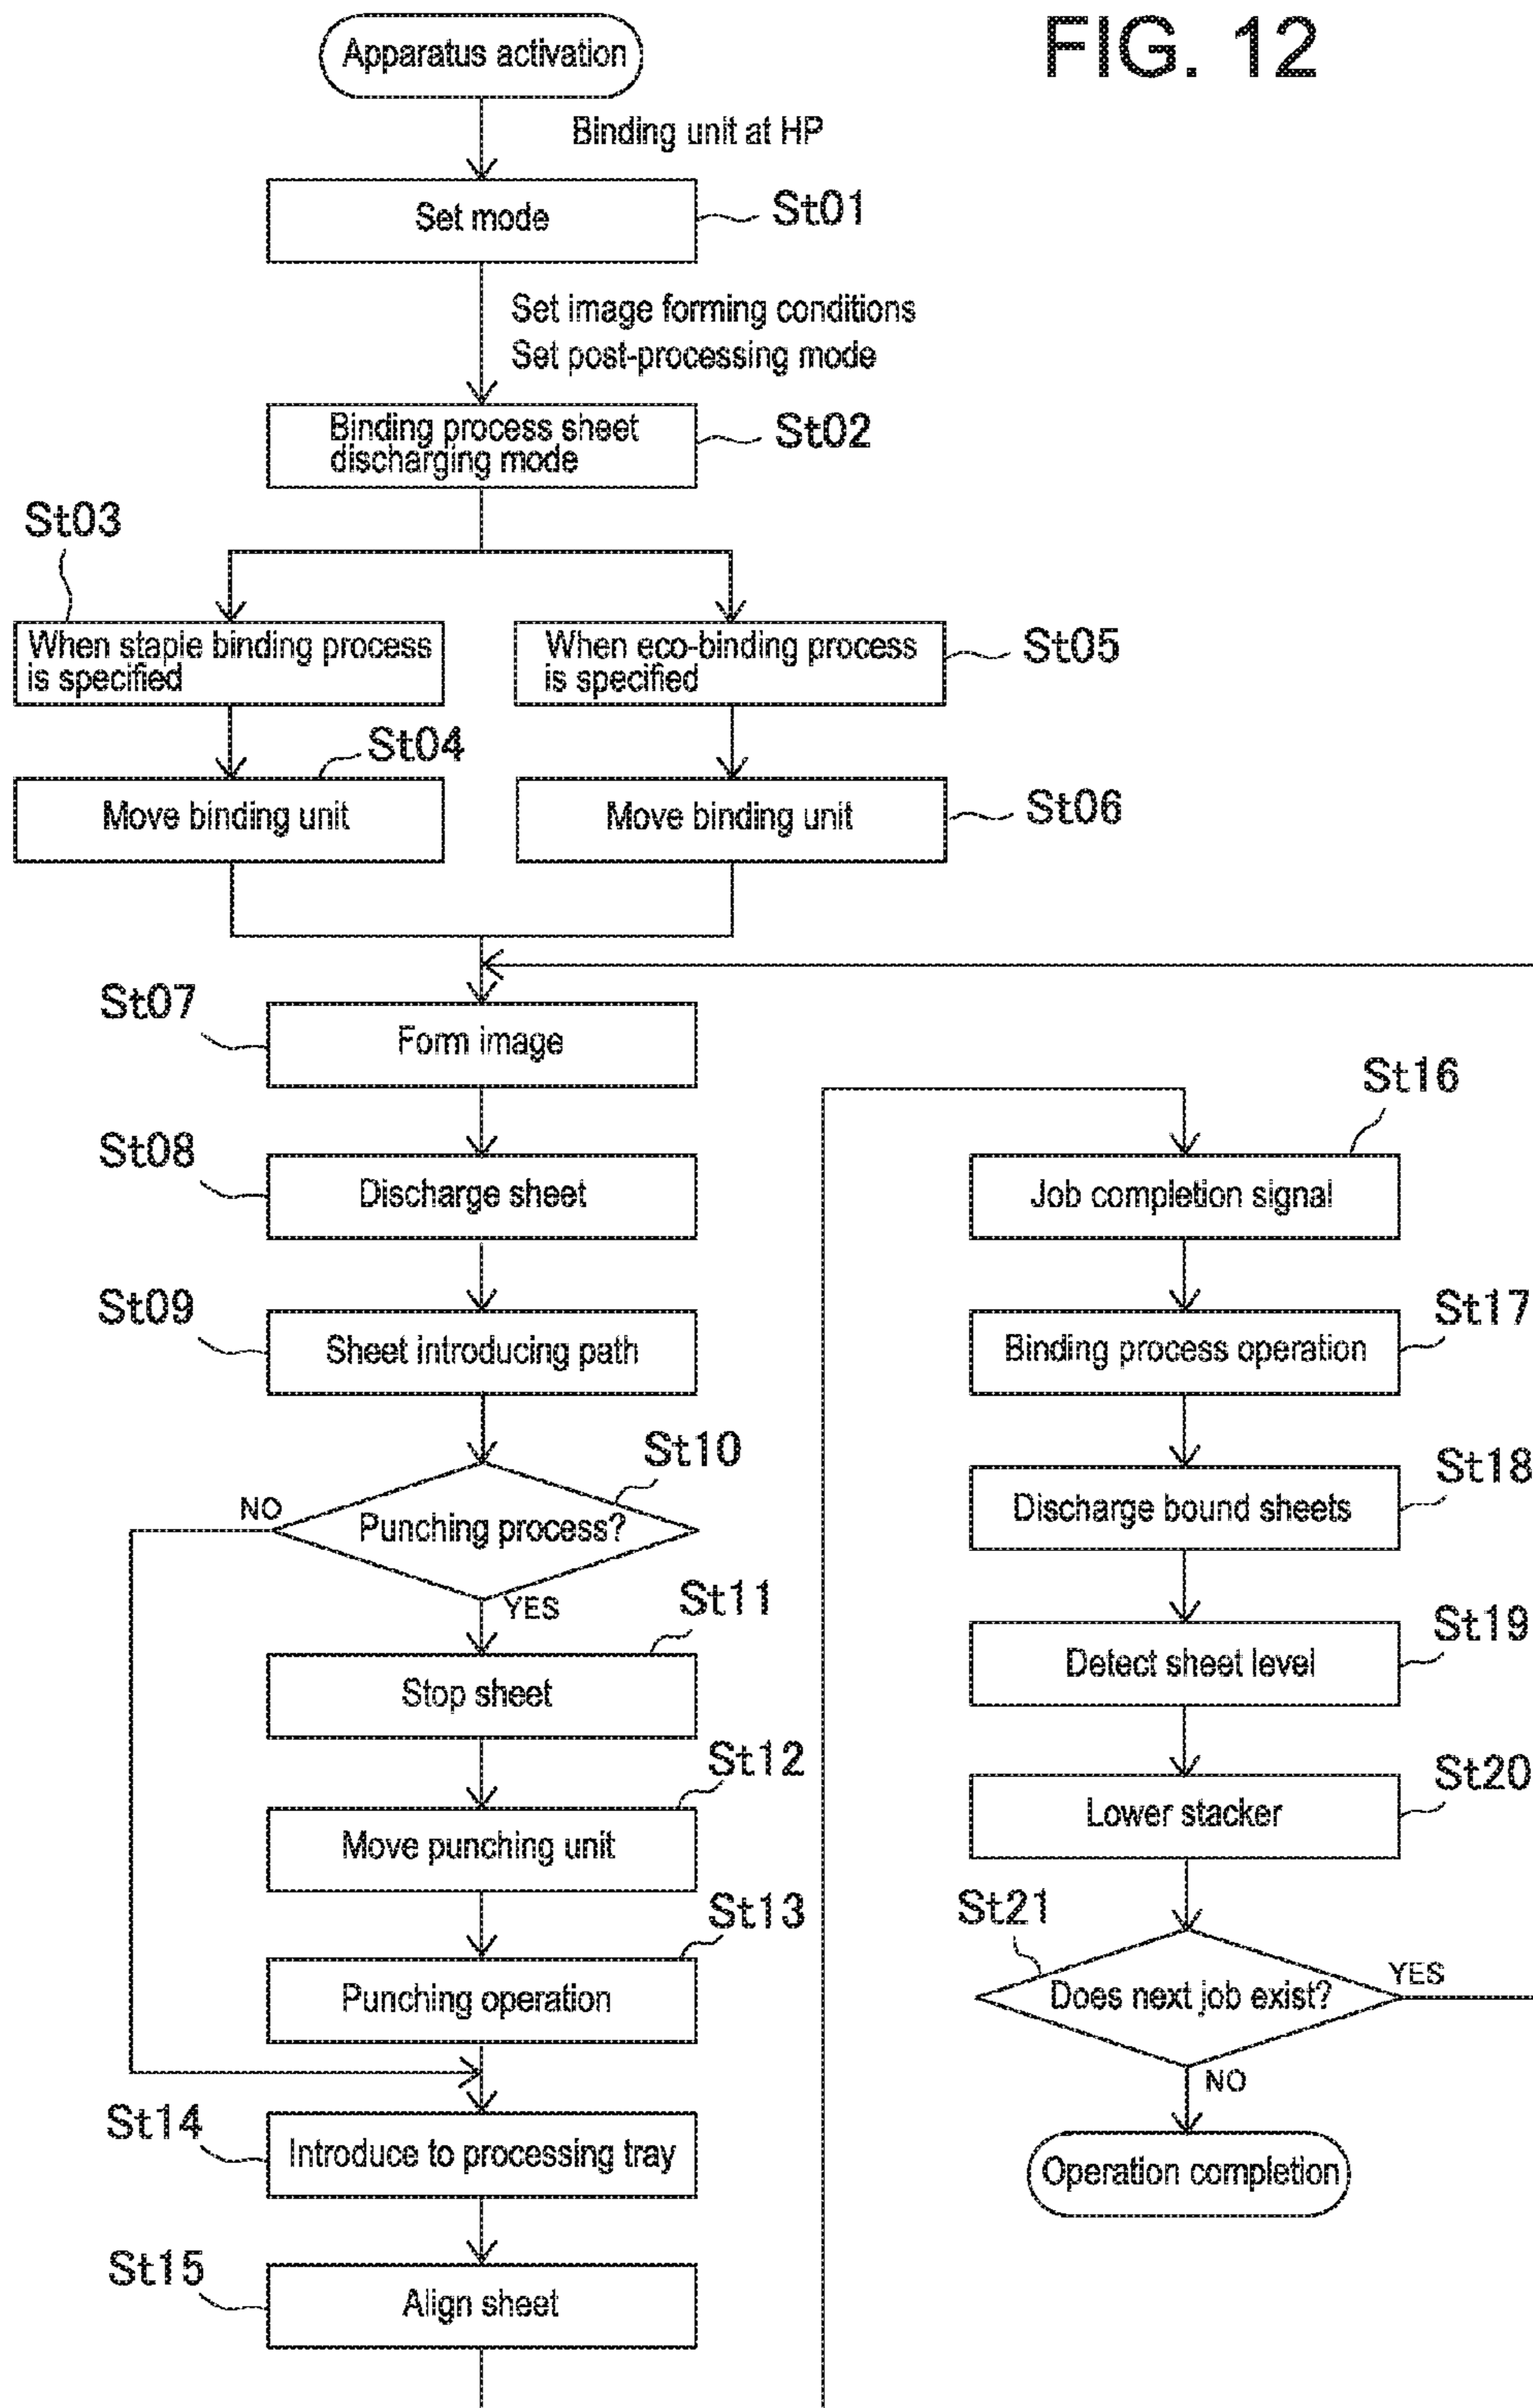 FIG. 12
Apparatus activation
Binding unit at HP
Set mode
St01
Set image forming conditions
Set post-processing mode
Binding process sheet
discharging mode
St02
St03
When staple binding process
is specified
When eco-binding process
is specified
St05
St04
Move binding unit
Move binding unit
St06
St07
Form image
St08
Discharge sheet
St09
Sheet introducing path
St10
NO
Punching process?
YES
St11
Stop sheet
St12
Move punching unit
St13
Punching operation
St14
Introduce to processing tray
St15
Align sheet
St16
Job completion signal
St17
Binding process operation
St18
Discharge bound sheets
St19
Detect sheet level
St20
Lower stacker
St21
Does next job exist?
YES
NO
Operation completion